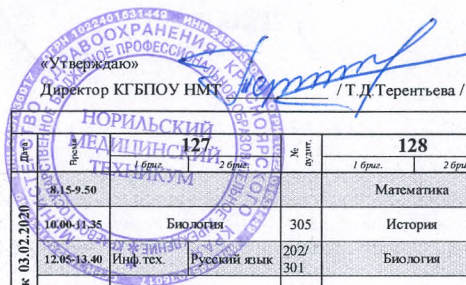 «Утверждаю»
Директор КГБПОУ НМТ / Т.Д.Терентьева /
НОРИЛЬСКИЙ
МЕДИЦИНСКИЙ
ТЕХНИКУМ
Дата Время 127 № аудит. 128
1 бриг. 2 бриг. 1 бриг. 2 бриг
8.15-9.50 Математика
10.00-11.35 Биология 305 История
12.05-13.40 Инф.тех. Русский язык 202/ 301 Биология
к 03.02.2020